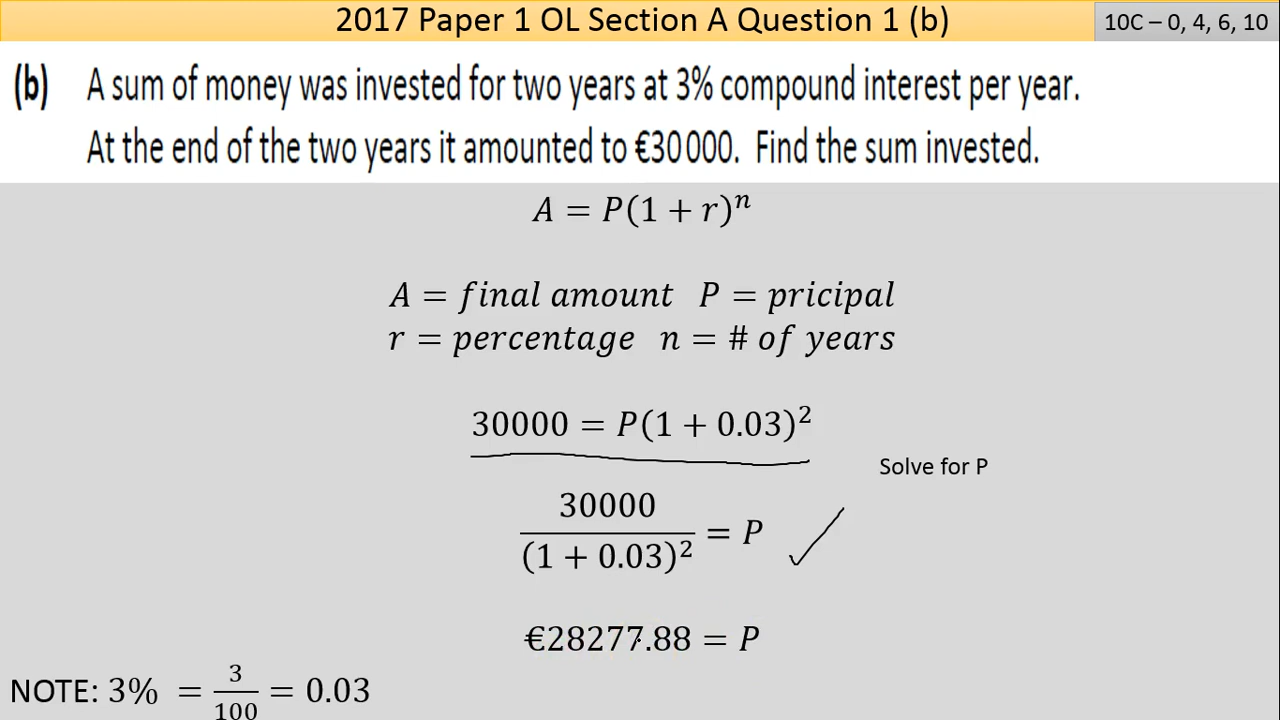 2017 Paper 1 OL Section A Question 1 (b)
10C – 0, 4, 6, 10
(b) A sum of money was invested for two years at 3% compound interest per year.
At the end of the two years it amounted to €30 000. Find the sum invested.
A = P(1 + r)ⁿ
A = final amount P = pricipal
r = percentage n = # of years
30000 = P(1 + 0.03)²
Solve for P
30000
(1 + 0.03)² = P
€28277.88 = P
NOTE: 3% = 3/100 = 0.03